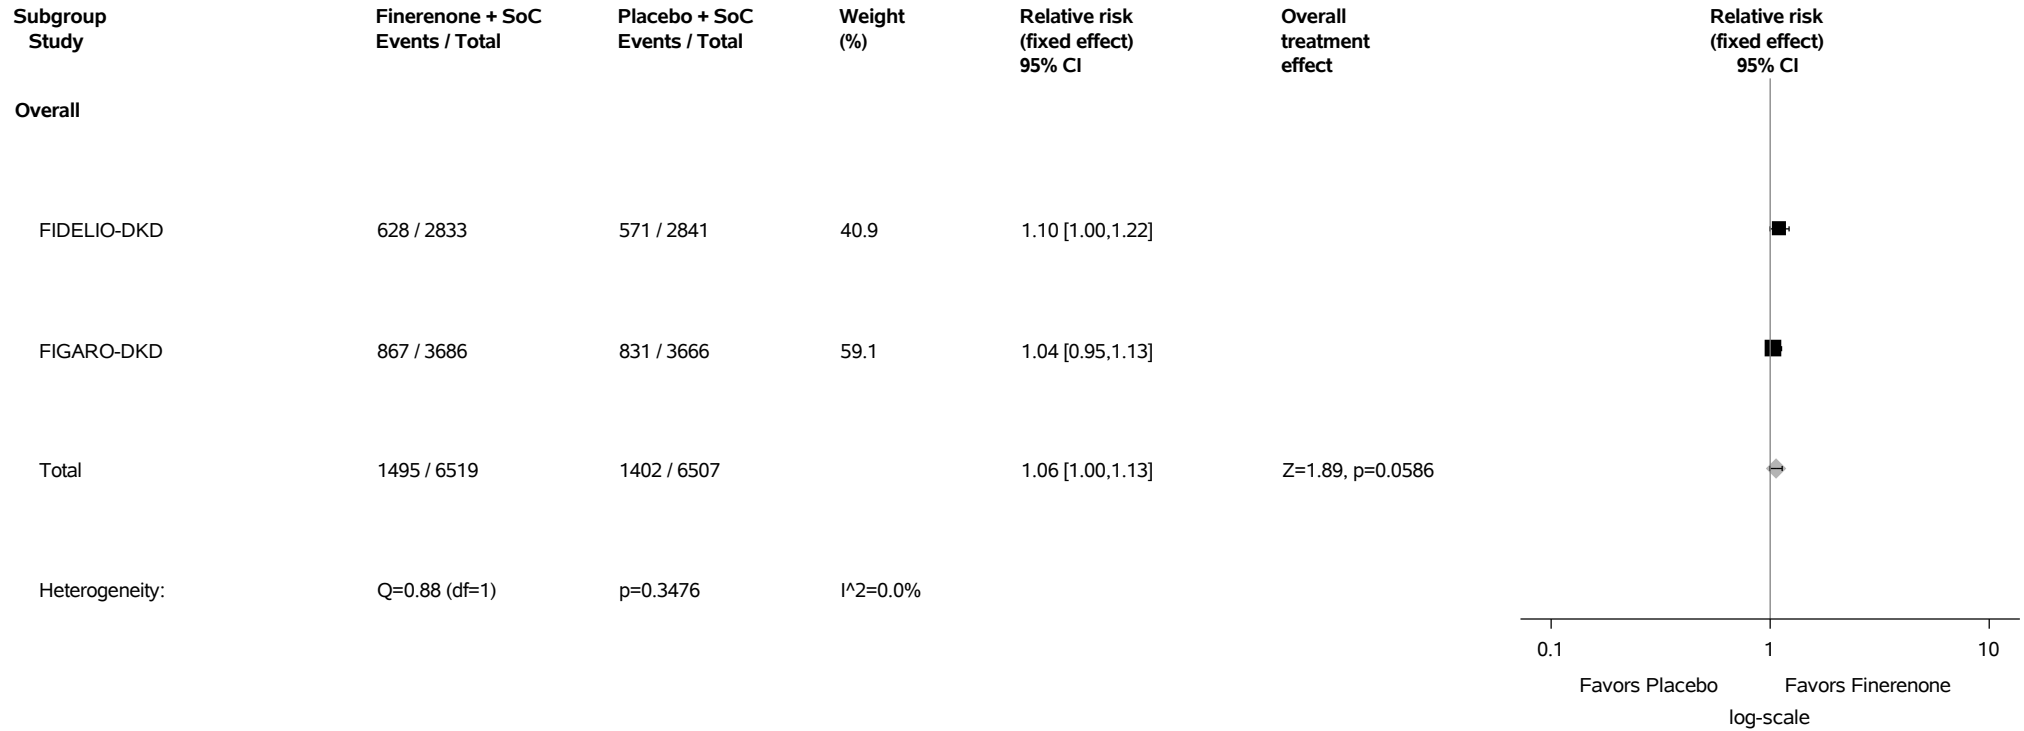 Subgroup Finerenone + SoC Placebo + SoC Weight Relative risk Overall Relative risk
Study Events / Total Events / Total (%) (fixed effect) treatment (fixed effect)
95% CI effect 95% CI
Overall
FIDELIO-DKD 628 / 2833 571 / 2841 40.9 1.10 [1.00,1.22]
FIGARO-DKD 867 / 3686 831 / 3666 59.1 1.04 [0.95,1.13]
Total 1495 / 6519 1402 / 6507 1.06 [1.00,1.13] Z=1.89, p=0.0586
Heterogeneity: Q=0.88 (df=1) p=0.3476 I^2=0.0%
0.1 1 10
Favors Placebo Favors Finerenone
log-scale